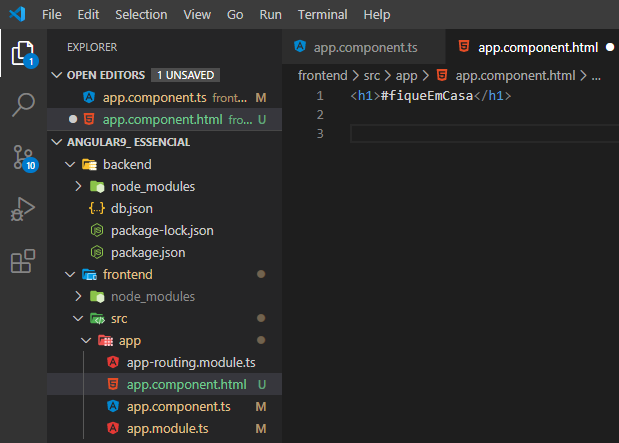 File Edit Selection View Go Run Terminal Help
EXPLORER
OPEN EDITORS 1 UNSAVED
app.component.ts front... M
app.component.html fro... U
ANGULAR9_ ESSENCIAL
backend
node_modules
{..} db.json
package-lock.json
package.json
frontend
node_modules
src
app
app-routing.module.ts
app.component.html U
app.component.ts M
app.module.ts M
1
10
app.component.ts app.component.html
frontend > src > app > app.component.html > ...
1 <h1>#fiqueEmCasa</h1>
2
3